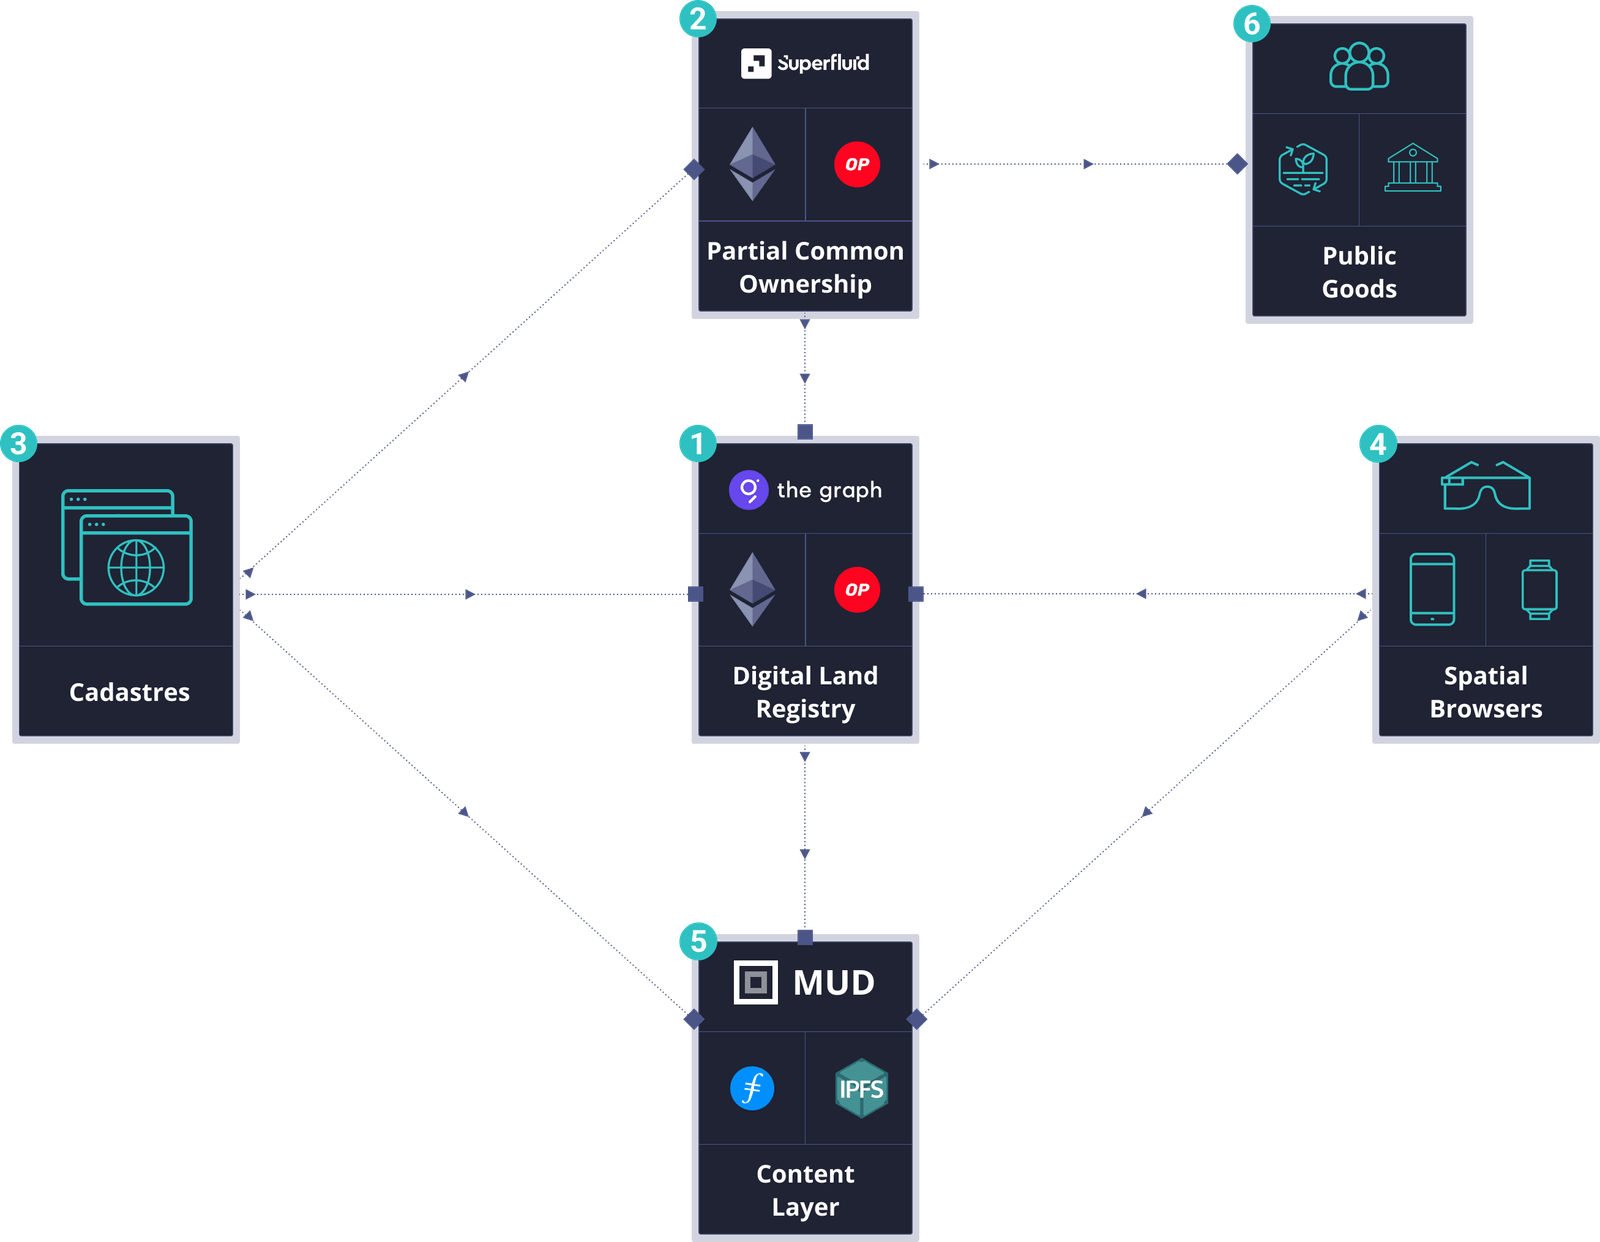 2
Superfluid
OP
Partial Common
Ownership
6
Public
Goods
3
Cadastres
1
the graph
OP
Digital Land
Registry
4
Spatial
Browsers
5
MUD
IPFS
Content
Layer